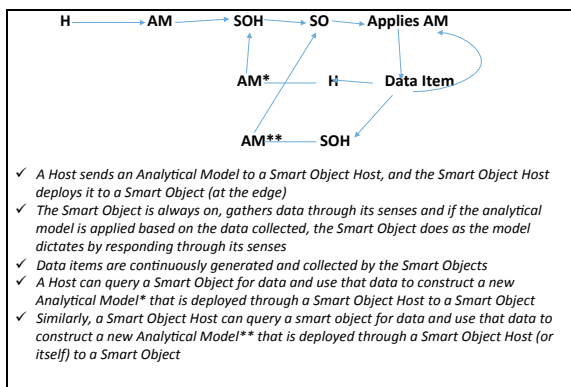 H AM SOH SO Applies AM
AM* H Data Item
AM** SOH
✓ A Host sends an Analytical Model to a Smart Object Host, and the Smart Object Host
deploys it to a Smart Object (at the edge)
✓ The Smart Object is always on, gathers data through its senses and if the analytical
model is applied based on the data collected, the Smart Object does as the model
dictates by responding through its senses
✓ Data items are continuously generated and collected by the Smart Objects
✓ A Host can query a Smart Object for data and use that data to construct a new
Analytical Model* that is deployed through a Smart Object Host to a Smart Object
✓ Similarly, a Smart Object Host can query a smart object for data and use that data to
construct a new Analytical Model** that is deployed through a Smart Object Host (or
itself) to a Smart Object